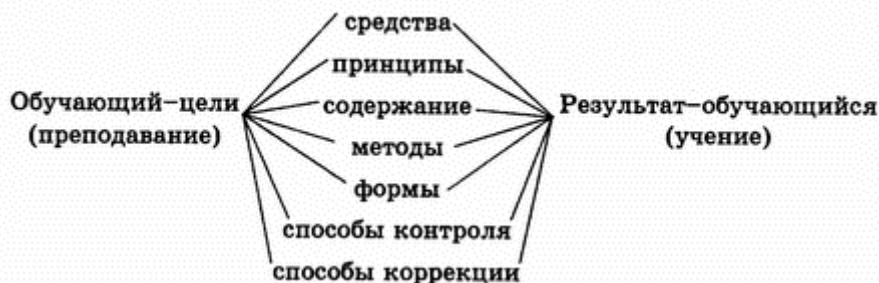 средства
принципы
Обучающий–цели
(преподавание)
содержание
методы
формы
способы контроля
способы коррекции
Результат–обучающийся
(учение)